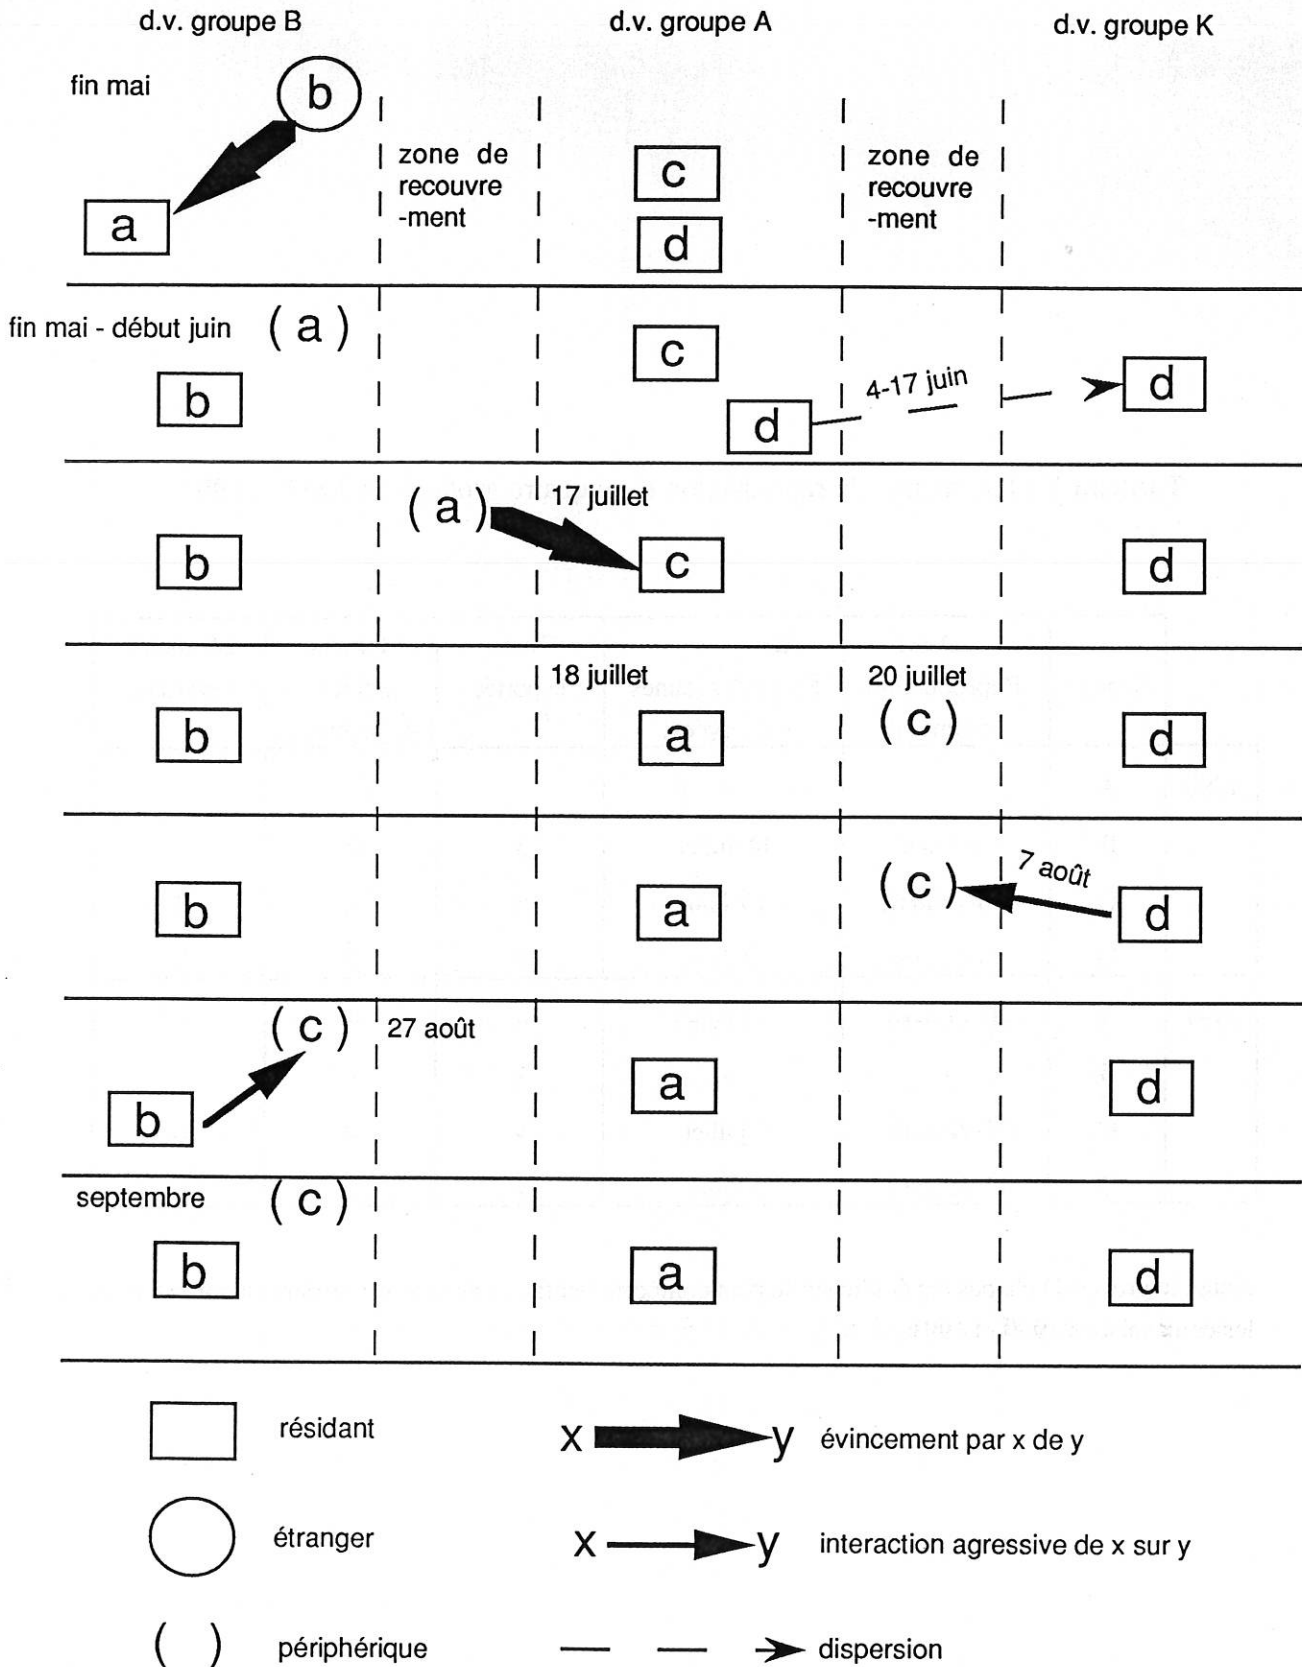 d.v. groupe B
d.v. groupe A
d.v. groupe K
fin mai
b
a
zone de
recouvre
-ment
c
d
zone de
recouvre
-ment
fin mai - début juin
( a )
b
c
d
4-17 juin
d
b
( a )
17 juillet
c
d
b
18 juillet
a
20 juillet
( c )
d
b
a
( c )
7 août
d
( c )
27 août
b
a
d
septembre
( c )
b
a
d
résidant
x y évincement par x de y
étranger
x y interaction agressive de x sur y
( ) périphérique
dispersion